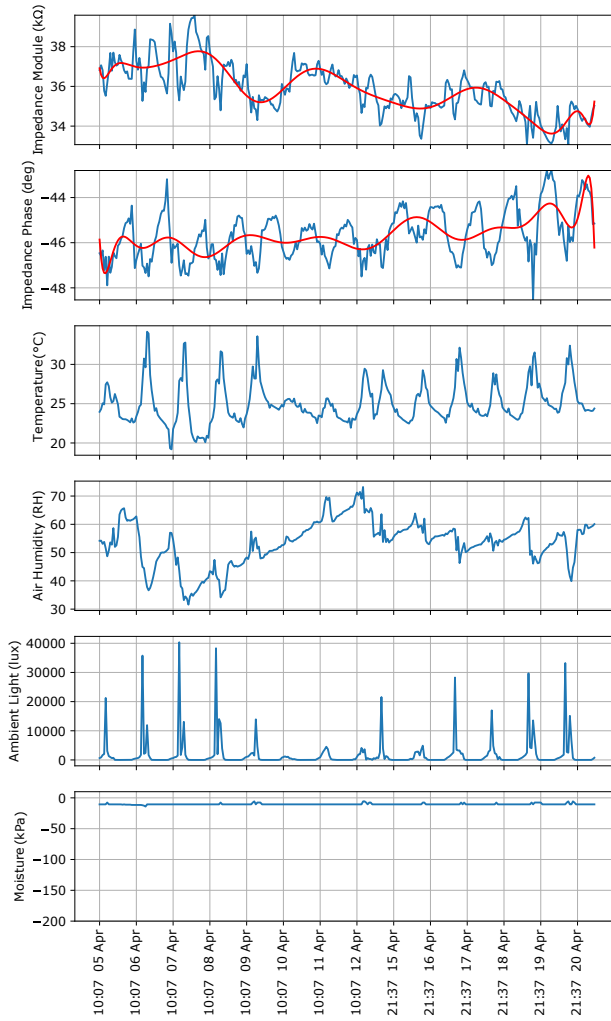 Impedance Module (kΩ)
38
36
34
Impedance Phase (deg)
−44
−46
−48
Temperature (°C)
30
25
20
Air Humidity (RH)
70
60
50
40
30
Ambient Light (lux)
40000
30000
20000
10000
0
Moisture (kPa)
0
−50
−100
−150
−200
10:07 05 Apr
10:07 06 Apr
10:07 07 Apr
10:07 08 Apr
10:07 09 Apr
10:07 10 Apr
10:07 11 Apr
21:37 12 Apr
21:37 15 Apr
21:37 16 Apr
21:37 17 Apr
21:37 18 Apr
21:37 19 Apr
21:37 20 Apr